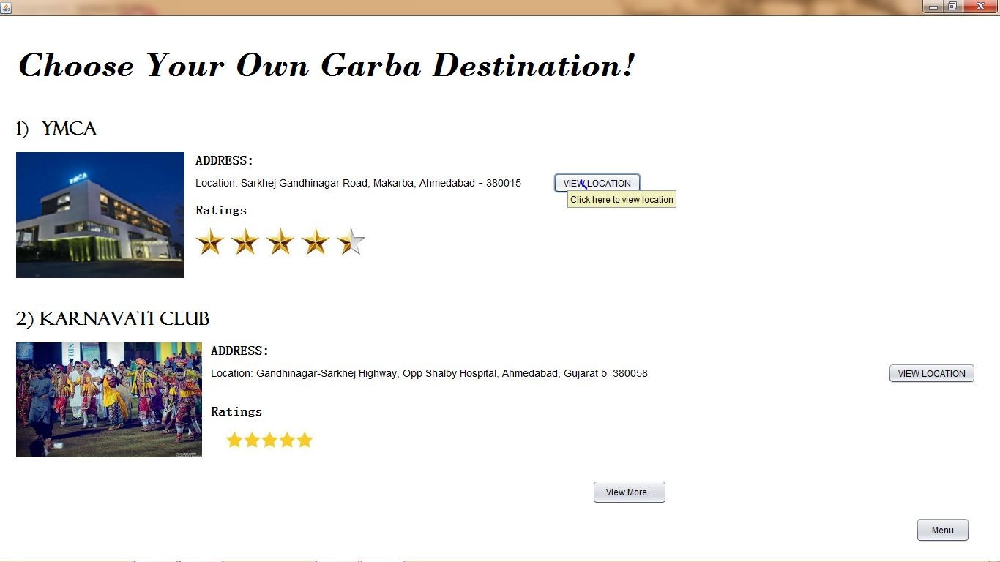 Choose Your Own Garba Destination!
1) YMCA
YMCA
ADDRESS:
Location: Sarkhej Gandhinagar Road, Makarba, Ahmedabad - 380015
VIEW LOCATION
Click here to view location
Ratings
2) KARNAVATI CLUB
ADDRESS:
Location: Gandhinagar-Sarkhej Highway, Opp Shalby Hospital, Ahmedabad, Gujarat b 380058
VIEW LOCATION
Ratings
View More...
Menu